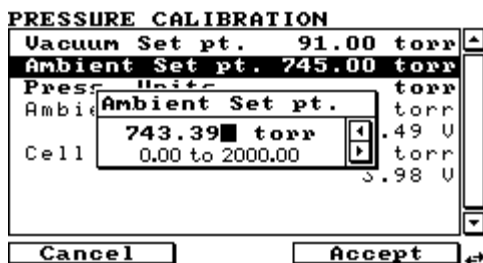 PRESSURE CALIBRATION
Vacuum Set pt. 91.00 torr
Ambient Set pt. 745.00 torr
Press Units torr
Ambie torr
Ambient Set pt.
743.39 torr
0.00 to 2000.00
.49 V
Cell torr
.98 V
Cancel Accept